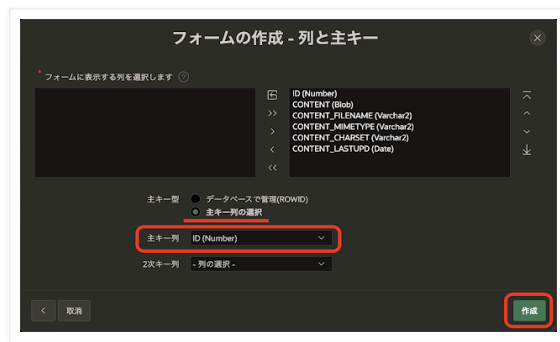 フォームの作成 - 列と主キー
* フォームに表示する列を選択します
ID (Number)
CONTENT (Blob)
CONTENT_FILENAME (Varchar2)
CONTENT_MIMETYPE (Varchar2)
CONTENT_CHARSET (Varchar2)
CONTENT_LASTUPD (Date)
主キー型 データベースで管理(ROWID)
主キー列の選択
主キー列 ID (Number)
2次キー列 - 列の選択 -
取消
作成